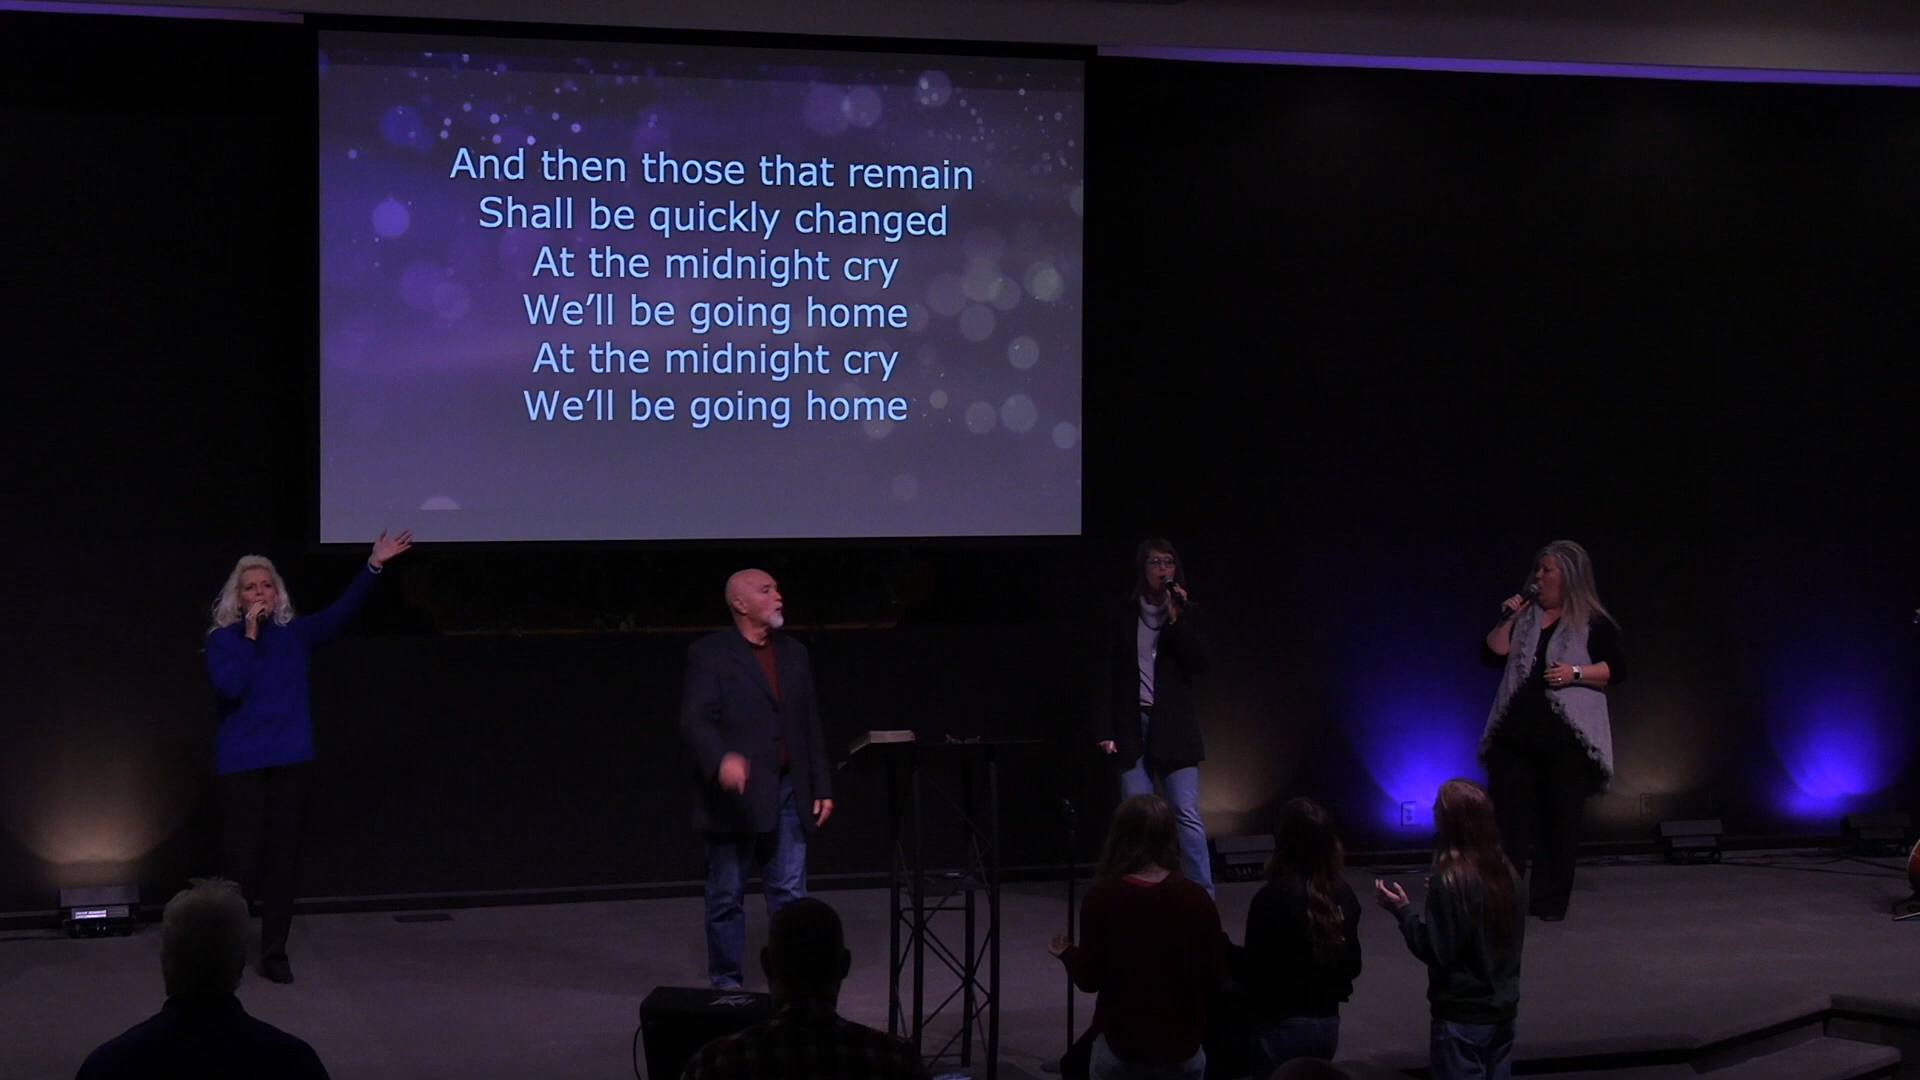 And then those that remain
Shall be quickly changed
At the midnight cry
We’ll be going home
At the midnight cry
We’ll be going home